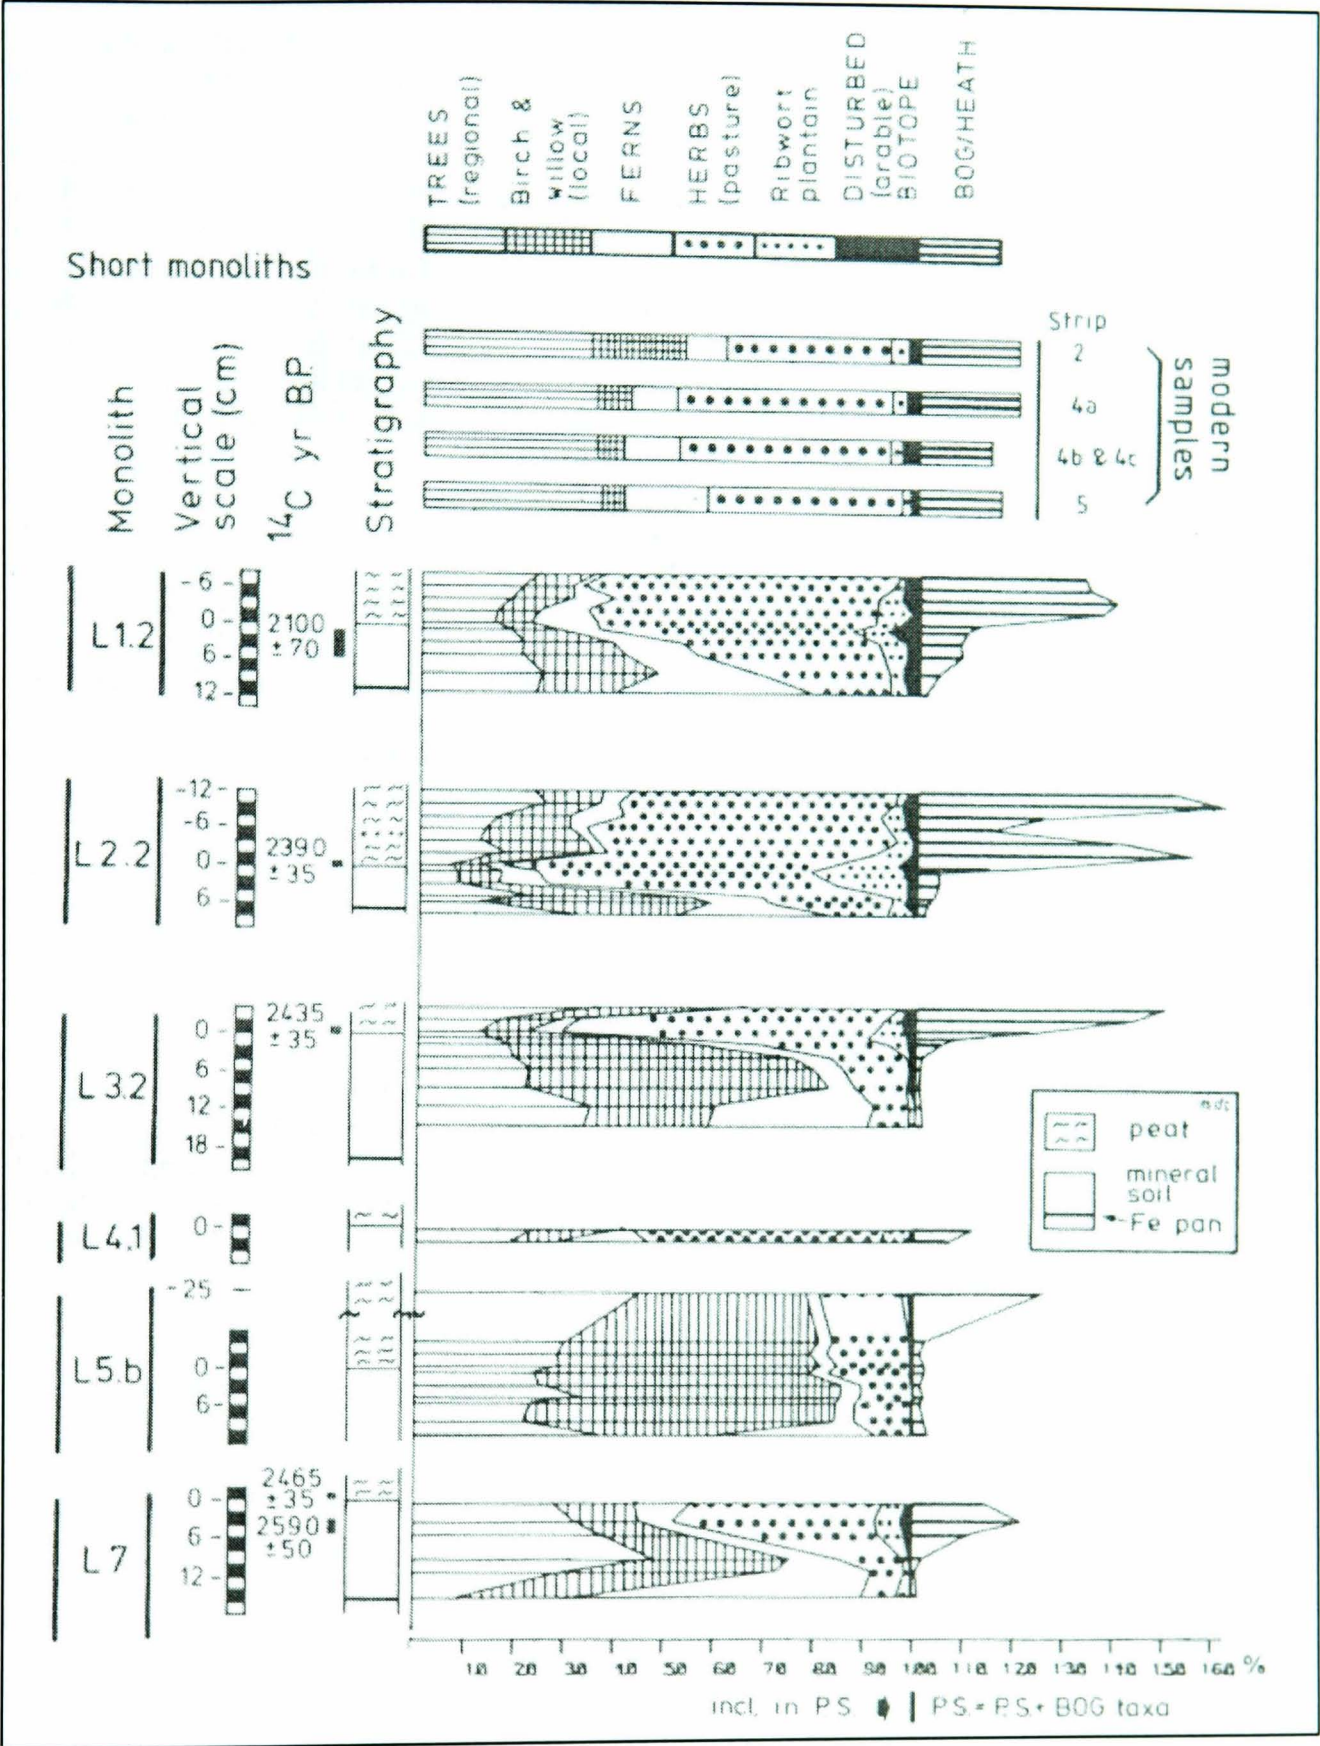 TREES
(regional)
Birch &
Willow
(local)
FERNS
HERBS
(pasture)
Ribwort
plantain
DISTURBED
(arable)
BIOTOPE
BOG/HEATH
Short monoliths
Monolith
Vertical
scale (cm)
14C yr B.P.
Stratigraphy
Strip
2
4a
4b & 4c
5
modern
samples
L1.2
-6
0
6
12
2100
±70
L2.2
-12
-6
0
6
2390
±35
L3.2
0
6
12
18
2435
±35
peat
mineral
soil
Fe pan
L4.1
0
L5.b
-25
0
6
L7
0
6
12
2465
±35
2590
±50
10 20 30 40 50 60 70 80 90 100 110 120 130 140 150 160 %
incl. in P.S. | P.S.= P.S.+ BOG taxa